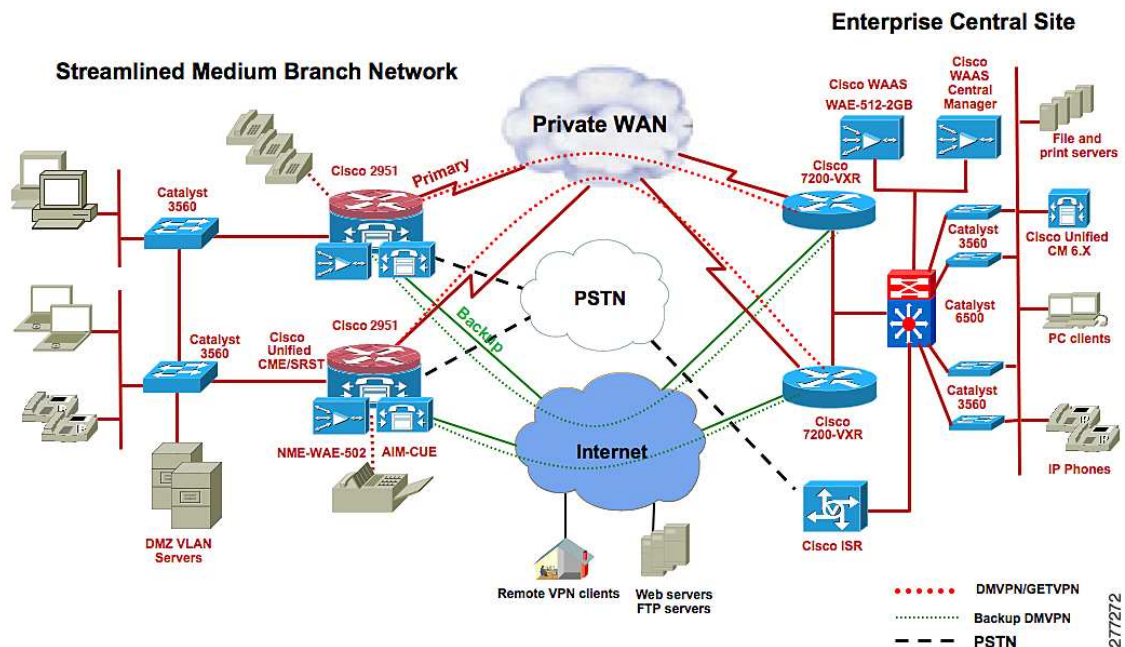 Enterprise Central Site
Streamlined Medium Branch Network
Cisco WAAS
WAE-512-2GB
Cisco
WAAS
Central
Manager
File and
print servers
Private WAN
Cisco 2951
Primary
Cisco
7200-VXR
Catalyst
3560
Catalyst
3560
Cisco Unified
CM 6.X
PSTN
Catalyst
6500
PC clients
Backup
Cisco 2951
Cisco
Unified
CME/SRST
Catalyst
3560
Catalyst
3560
Cisco
7200-VXR
Internet
NME-WAE-502
AIM-CUE
IP Phones
DMZ VLAN
Servers
Cisco ISR
V
Remote VPN clients
Web servers
FTP servers
DMVPN/GETVPN
Backup DMVPN
PSTN
277272